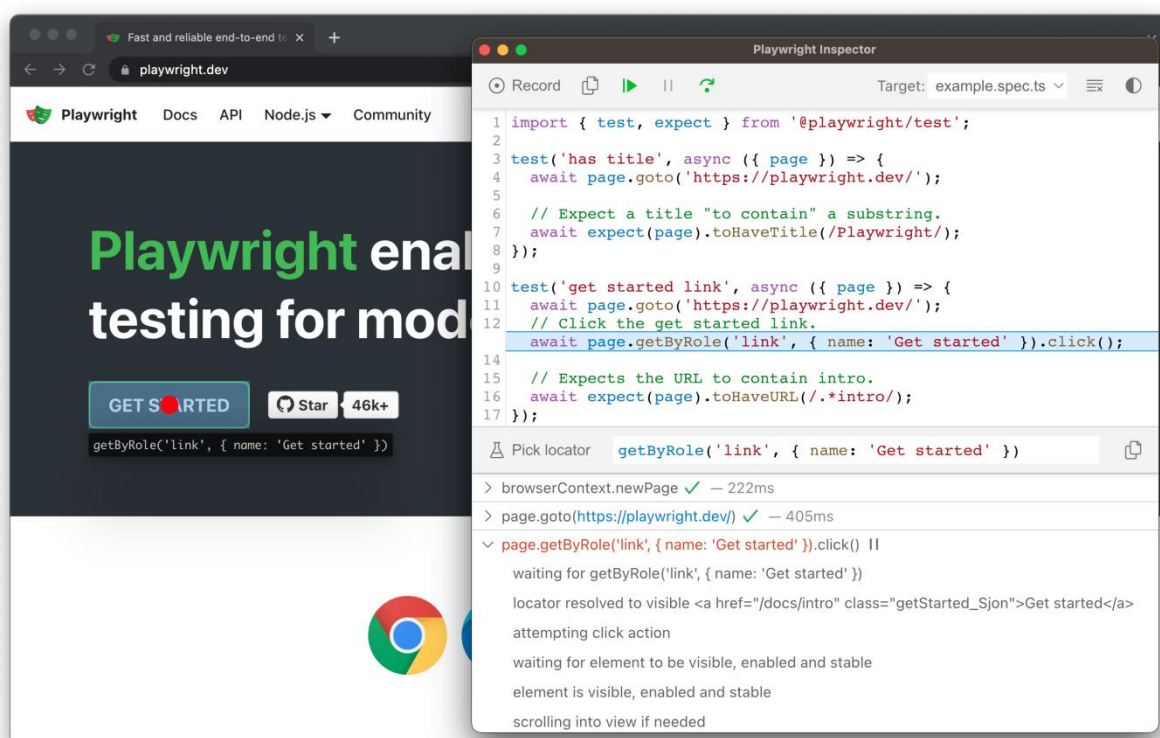 Fast and reliable end-to-end te
playwright.dev
Playwright Docs API Node.js Community
Playwright enal
testing for mod
GET STARTED Star 46k+
getByRole('link', { name: 'Get started' })
Playwright Inspector
Record Target: example.spec.ts
1 import { test, expect } from '@playwright/test';
2
3 test('has title', async ({ page }) => {
4 await page.goto('https://playwright.dev/');
5
6 // Expect a title "to contain" a substring.
7 await expect(page).toHaveTitle(/Playwright/);
8 });
9
10 test('get started link', async ({ page }) => {
11 await page.goto('https://playwright.dev/');
12 // Click the get started link.
await page.getByRole('link', { name: 'Get started' }).click();
14
15 // Expects the URL to contain intro.
16 await expect(page).toHaveURL(/.*intro/);
17 });
Pick locator getByRole('link', { name: 'Get started' })
> browserContext.newPage ✓ — 222ms
> page.goto(https://playwright.dev/) ✓ — 405ms
page.getByRole('link', { name: 'Get started' }).click()
waiting for getByRole('link', { name: 'Get started' })
locator resolved to visible <a href="/docs/intro" class="getStarted_Sjon">Get started</a>
attempting click action
waiting for element to be visible, enabled and stable
element is visible, enabled and stable
scrolling into view if needed